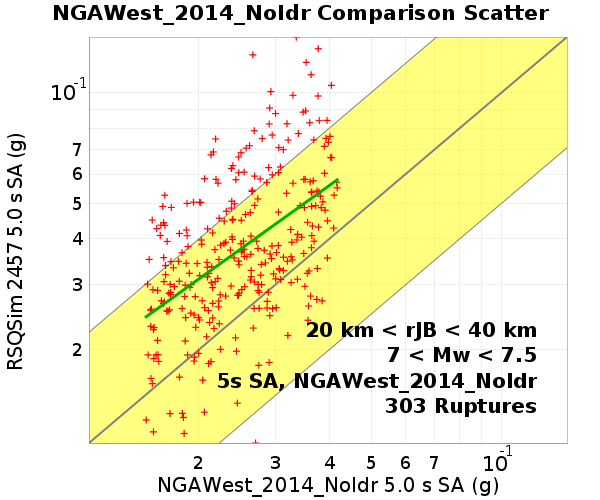 NGAWest_2014_NoIdr Comparison Scatter
RSQSim 2457 5.0 s SA (g)
10^-1
7
6
5
4
3
2
20 km < rJB < 40 km
7 < Mw < 7.5
5s SA, NGAWest_2014_NoIdr
303 Ruptures
2 3 4 5 6 7 10^-1
NGAWest_2014_NoIdr 5.0 s SA (g)